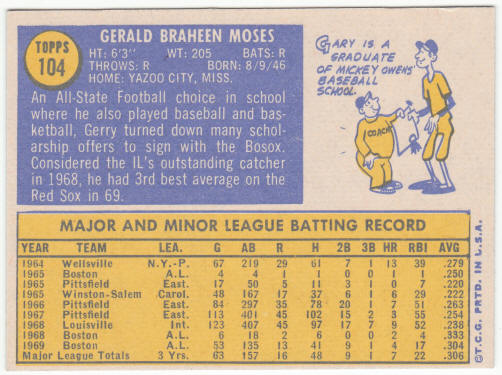 GERALD BRAHEEN MOSES
TOPPS
104
HT: 6'3" WT: 205 BATS: R
THROWS: R BORN: 8/9/46
HOME: YAZOO CITY, MISS.
An All-State Football choice in school
where he also played baseball and bas-
ketball, Gerry turned down many schol-
arship offers to sign with the Bosox.
Considered the IL's outstanding catcher
in 1968, he had 3rd best average on the
Red Sox in 69.
GARY IS A
GRADUATE
OF MICKEY OWENS'
BASEBALL
SCHOOL.
COACH
MAJOR AND MINOR LEAGUE BATTING RECORD
YEAR TEAM LEA. G AB R H 2B 3B HR RBI AVG
1964 Wellsville N.Y.-P. 67 219 29 61 7 1 13 39 .279
1965 Boston A.L. 4 4 1 1 0 0 1 1 .250
1965 Pittsfield East. 17 50 5 11 3 1 1 7 .220
1965 Winston-Salem Carol. 48 167 17 37 6 1 6 29 .222
1966 Pittsfield East. 84 297 35 78 20 1 7 51 .263
1967 Pittsfield East. 113 401 45 102 15 2 3 55 .254
1968 Louisville Int. 123 407 45 97 17 9 9 52 .238
1968 Boston A.L. 6 18 2 6 0 0 2 4 .333
1969 Boston A.L. 53 135 13 41 9 1 4 17 .304
Major League Totals 3 Yrs. 63 157 16 48 9 1 7 22 .306
©T.C.G. PRTD. IN U.S.A.